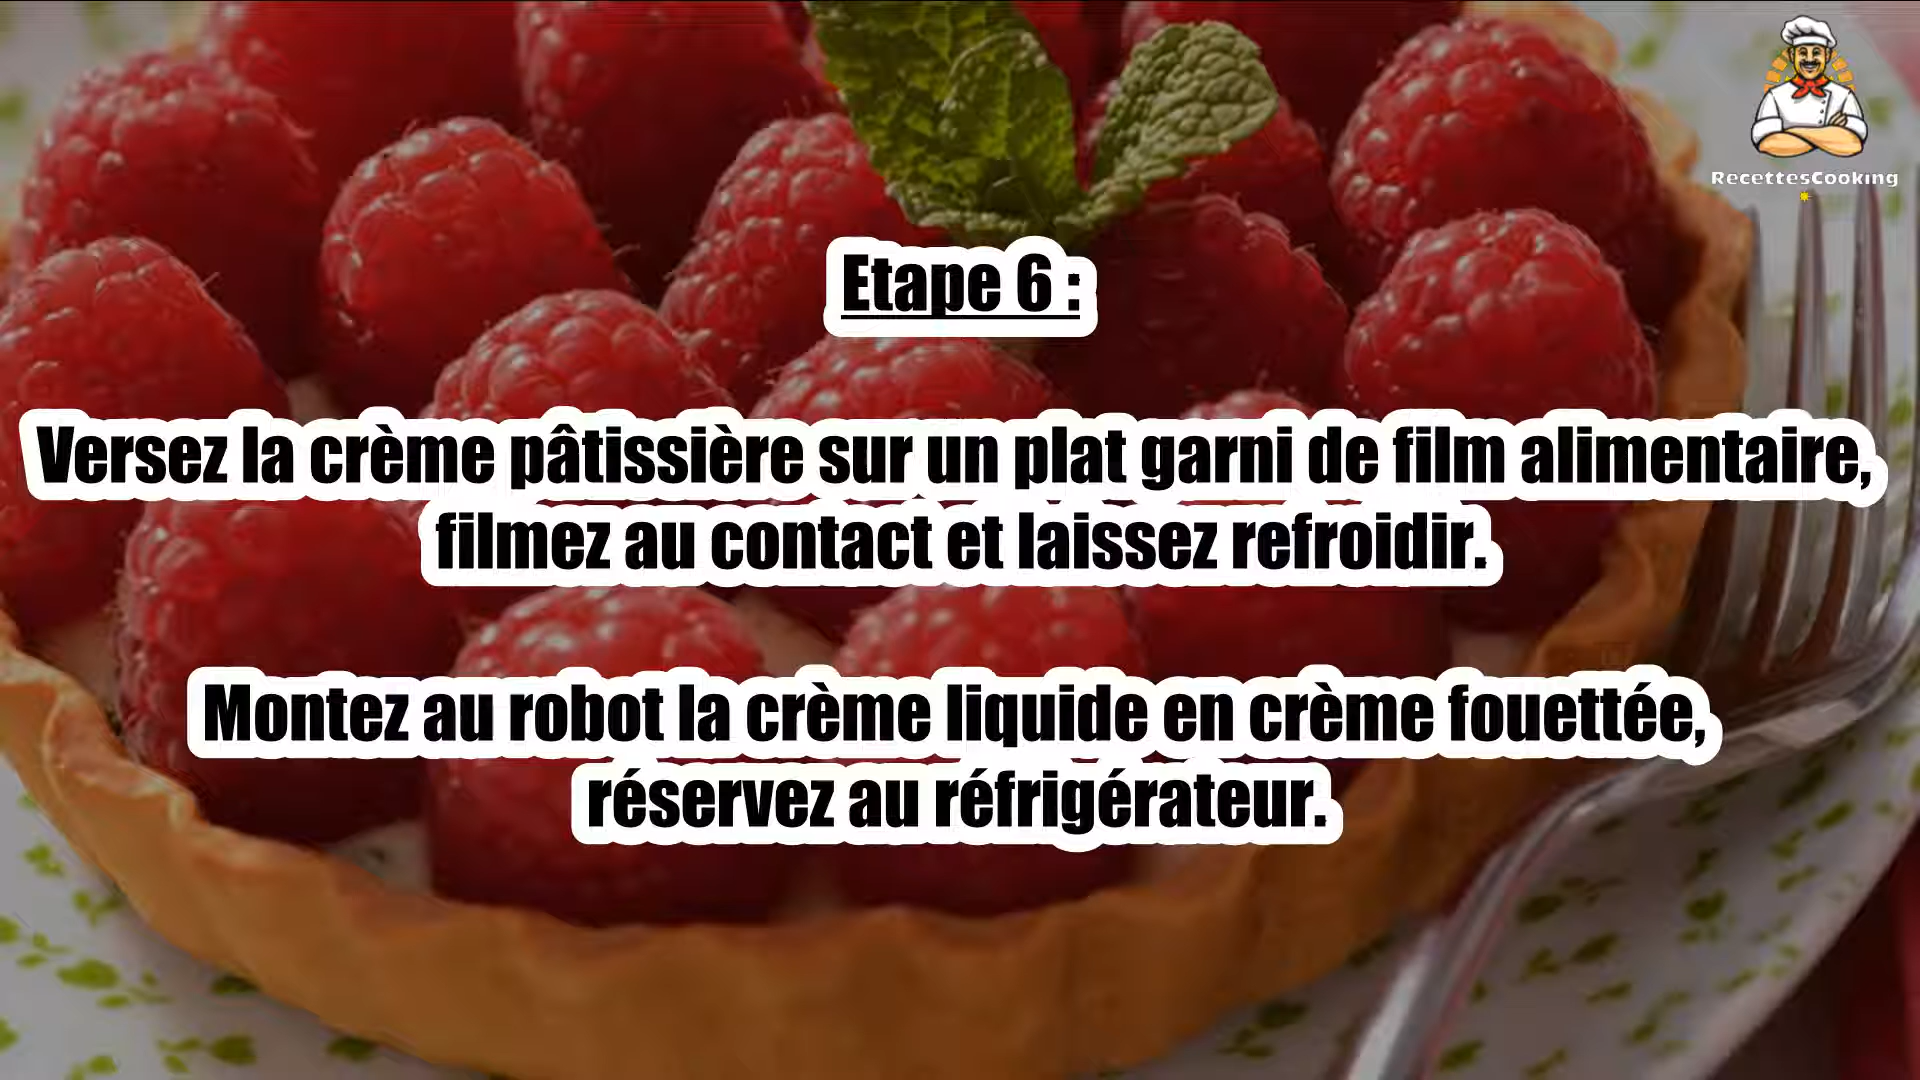 RecettesCooking
Etape 6 :
Versez la crème pâtissière sur un plat garni de film alimentaire,
filmez au contact et laissez refroidir.
Montez au robot la crème liquide en crème fouettée,
réservez au réfrigérateur.